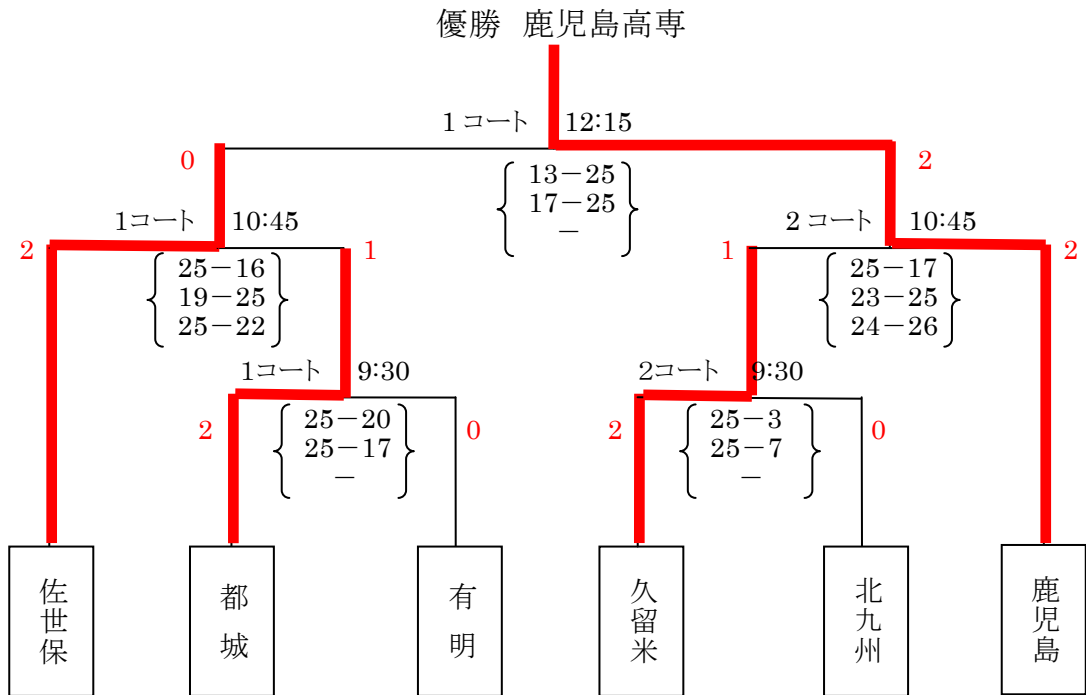 優勝 鹿児島高専
1コート 12:15
0 2
13−25
17−25
−
1コート 10:45
2コート 10:45
2 1 1 2
25−16
19−25
25−22
25−17
23−25
24−26
1コート 9:30
2コート 9:30
2 0 2 0
25−20
25−17
−
25−3
25−7
−
佐世保
都城
有明
久留米
北九州
鹿児島